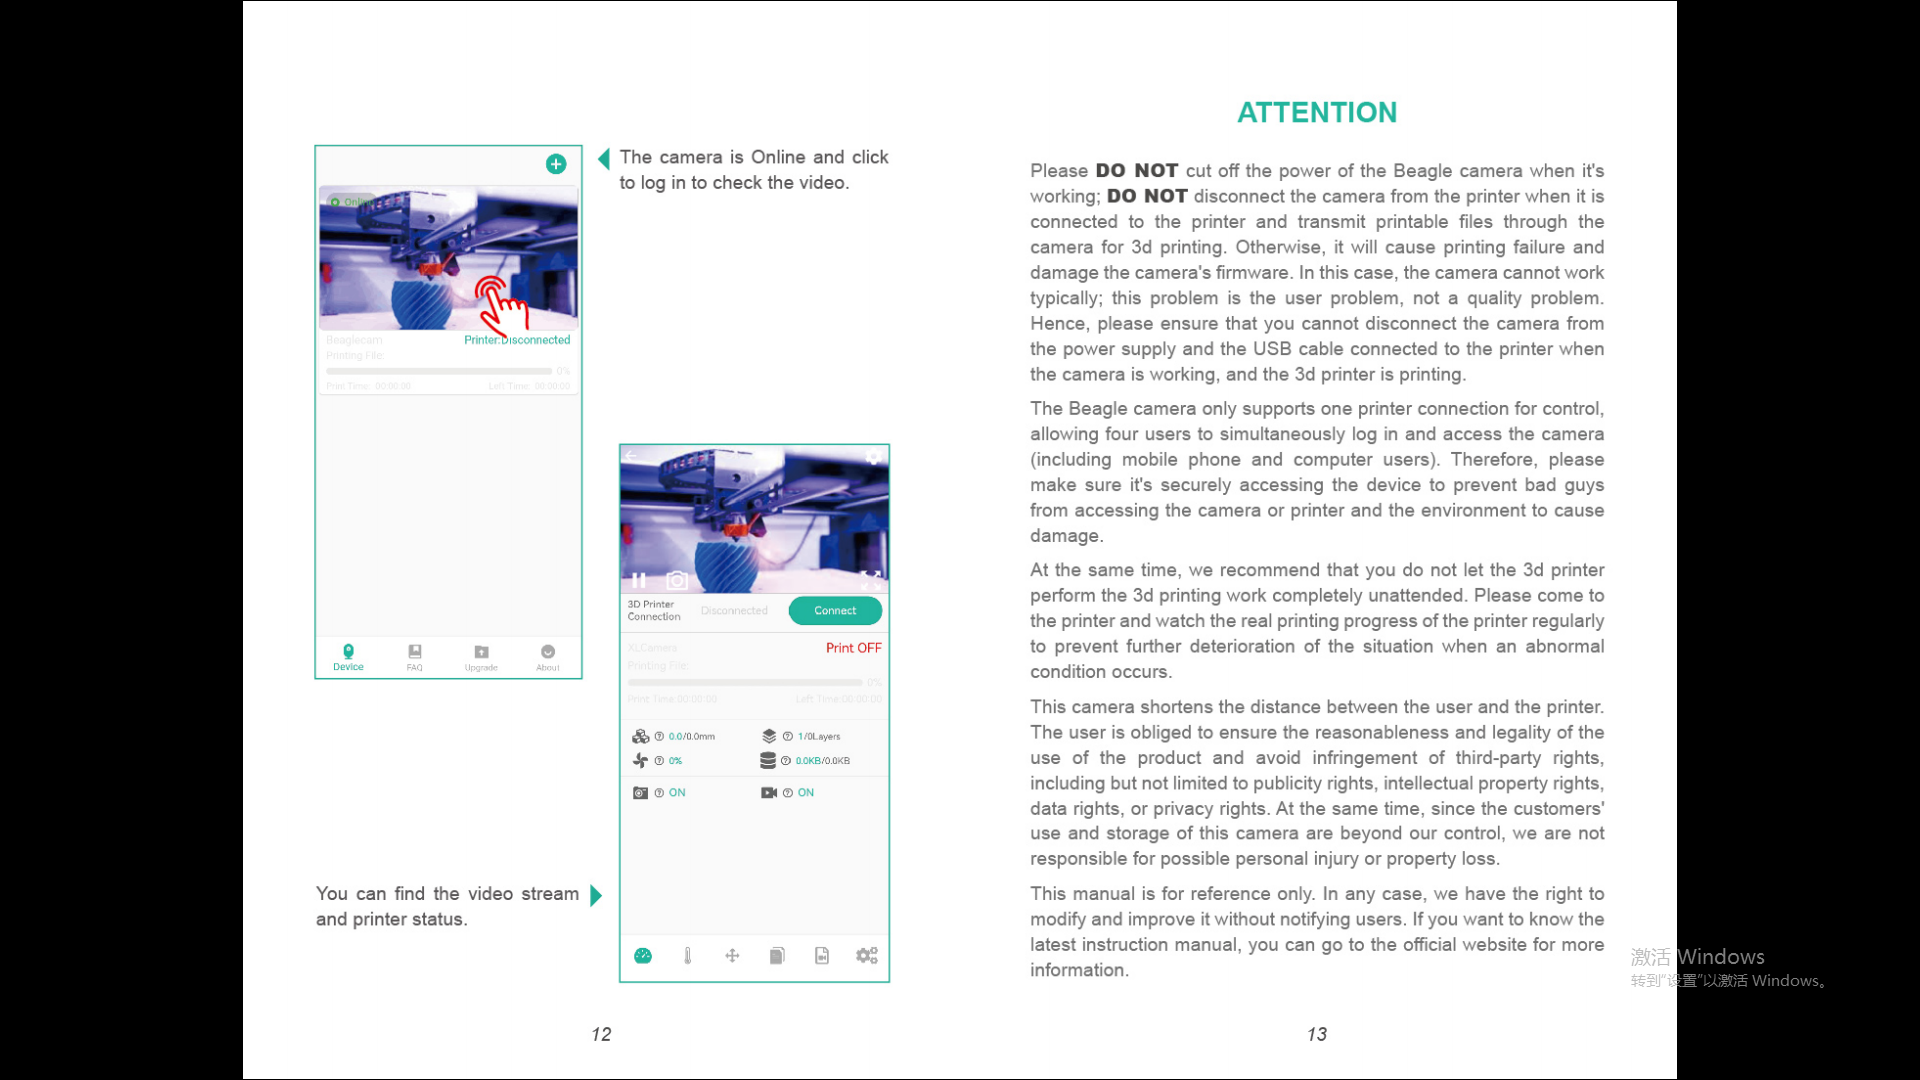 The camera is Online and click
to log in to check the video.
Online
Beaglecam
Printer:Disconnected
Printing File:
0%
Print Time: 00:00:00
Left Time: 00:00:00
Device
FAQ
Upgrade
About
3D Printer
Connection
Disconnected
Connect
XLCamera
Print OFF
Printing File:
0%
Print Time:00:00:00
Left Time:00:00:00
0.0/0.0mm
1/0Layers
0%
0.0KB/0.0KB
ON
ON
You can find the video stream
and printer status.
12
ATTENTION
Please DO NOT cut off the power of the Beagle camera when it's
working; DO NOT disconnect the camera from the printer when it is
connected to the printer and transmit printable files through the
camera for 3d printing. Otherwise, it will cause printing failure and
damage the camera's firmware. In this case, the camera cannot work
typically; this problem is the user problem, not a quality problem.
Hence, please ensure that you cannot disconnect the camera from
the power supply and the USB cable connected to the printer when
the camera is working, and the 3d printer is printing.
The Beagle camera only supports one printer connection for control,
allowing four users to simultaneously log in and access the camera
(including mobile phone and computer users). Therefore, please
make sure it's securely accessing the device to prevent bad guys
from accessing the camera or printer and the environment to cause
damage.
At the same time, we recommend that you do not let the 3d printer
perform the 3d printing work completely unattended. Please come to
the printer and watch the real printing progress of the printer regularly
to prevent further deterioration of the situation when an abnormal
condition occurs.
This camera shortens the distance between the user and the printer.
The user is obliged to ensure the reasonableness and legality of the
use of the product and avoid infringement of third-party rights,
including but not limited to publicity rights, intellectual property rights,
data rights, or privacy rights. At the same time, since the customers'
use and storage of this camera are beyond our control, we are not
responsible for possible personal injury or property loss.
This manual is for reference only. In any case, we have the right to
modify and improve it without notifying users. If you want to know the
latest instruction manual, you can go to the official website for more
information.
13
激活 Windows
转到“设置”以激活 Windows。